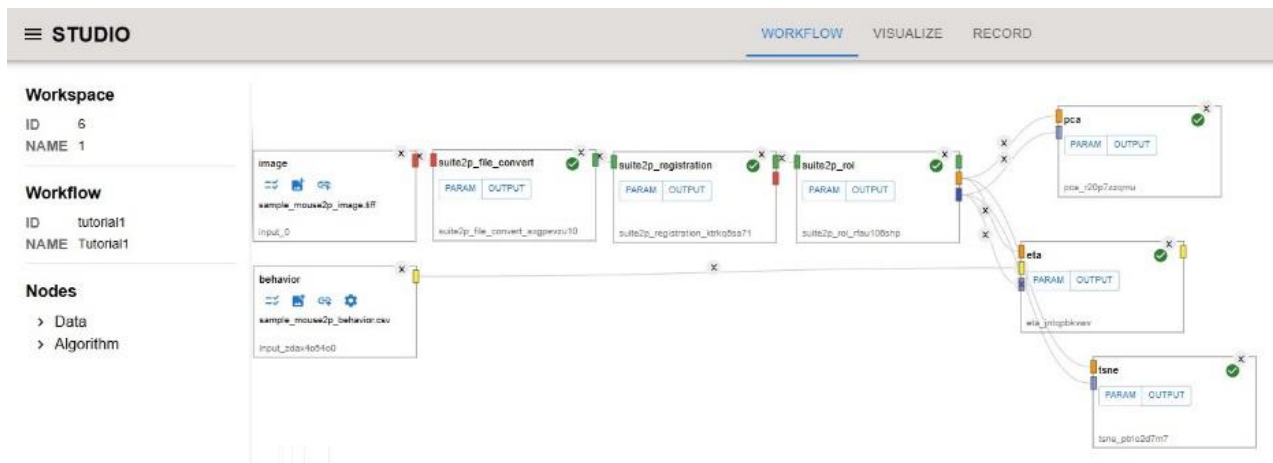 STUDIO
WORKFLOW VISUALIZE RECORD
Workspace
ID 6
NAME 1
Workflow
ID tutorial1
NAME Tutorial1
Nodes
> Data
> Algorithm
image
sample_mouse2p_image.tiff
input_0
suite2p_file_convert
PARAM OUTPUT
suite2p_registration
PARAM OUTPUT
suite2p_roi
PARAM OUTPUT
pca
PARAM OUTPUT
behavior
sample_mouse2p_behavior.csv
eta
PARAM OUTPUT
tsne
PARAM OUTPUT